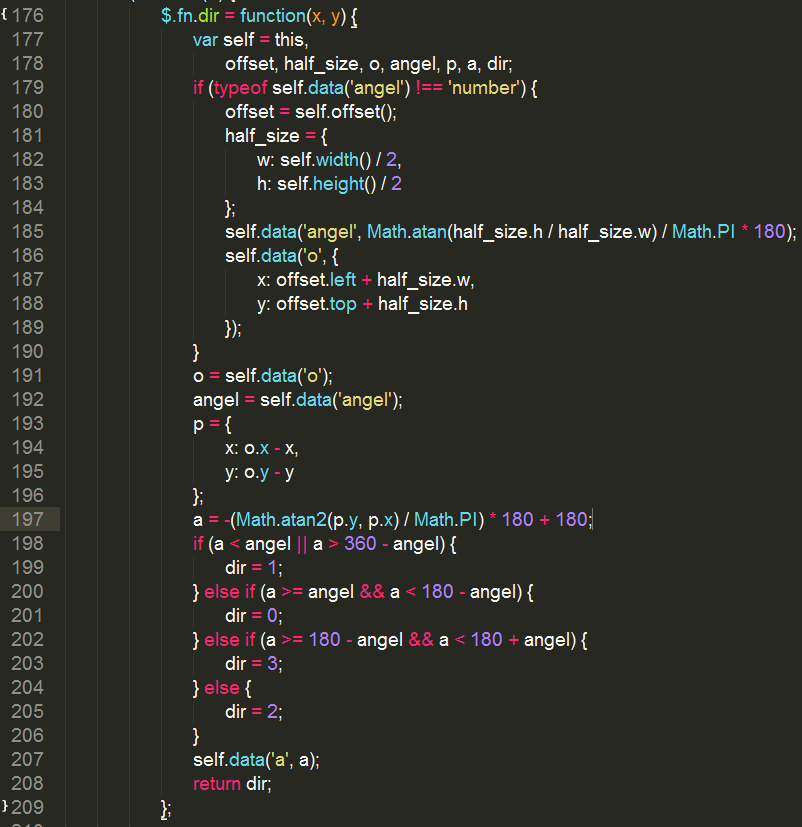 176 $.fn.dir = function(x, y) {
177 var self = this,
178 offset, half_size, o, angel, p, a, dir;
179 if (typeof self.data('angel') !== 'number') {
180 offset = self.offset();
181 half_size = {
182 w: self.width() / 2,
183 h: self.height() / 2
184 };
185 self.data('angel', Math.atan(half_size.h / half_size.w) / Math.PI * 180);
186 self.data('o', {
187 x: offset.left + half_size.w,
188 y: offset.top + half_size.h
189 });
190 }
191 o = self.data('o');
192 angel = self.data('angel');
193 p = {
194 x: o.x - x,
195 y: o.y - y
196 };
197 a = -(Math.atan2(p.y, p.x) / Math.PI) * 180 + 180;
198 if (a < angel || a > 360 - angel) {
199 dir = 1;
200 } else if (a >= angel && a < 180 - angel) {
201 dir = 0;
202 } else if (a >= 180 - angel && a < 180 + angel) {
203 dir = 3;
204 } else {
205 dir = 2;
206 }
207 self.data('a', a);
208 return dir;
209 };